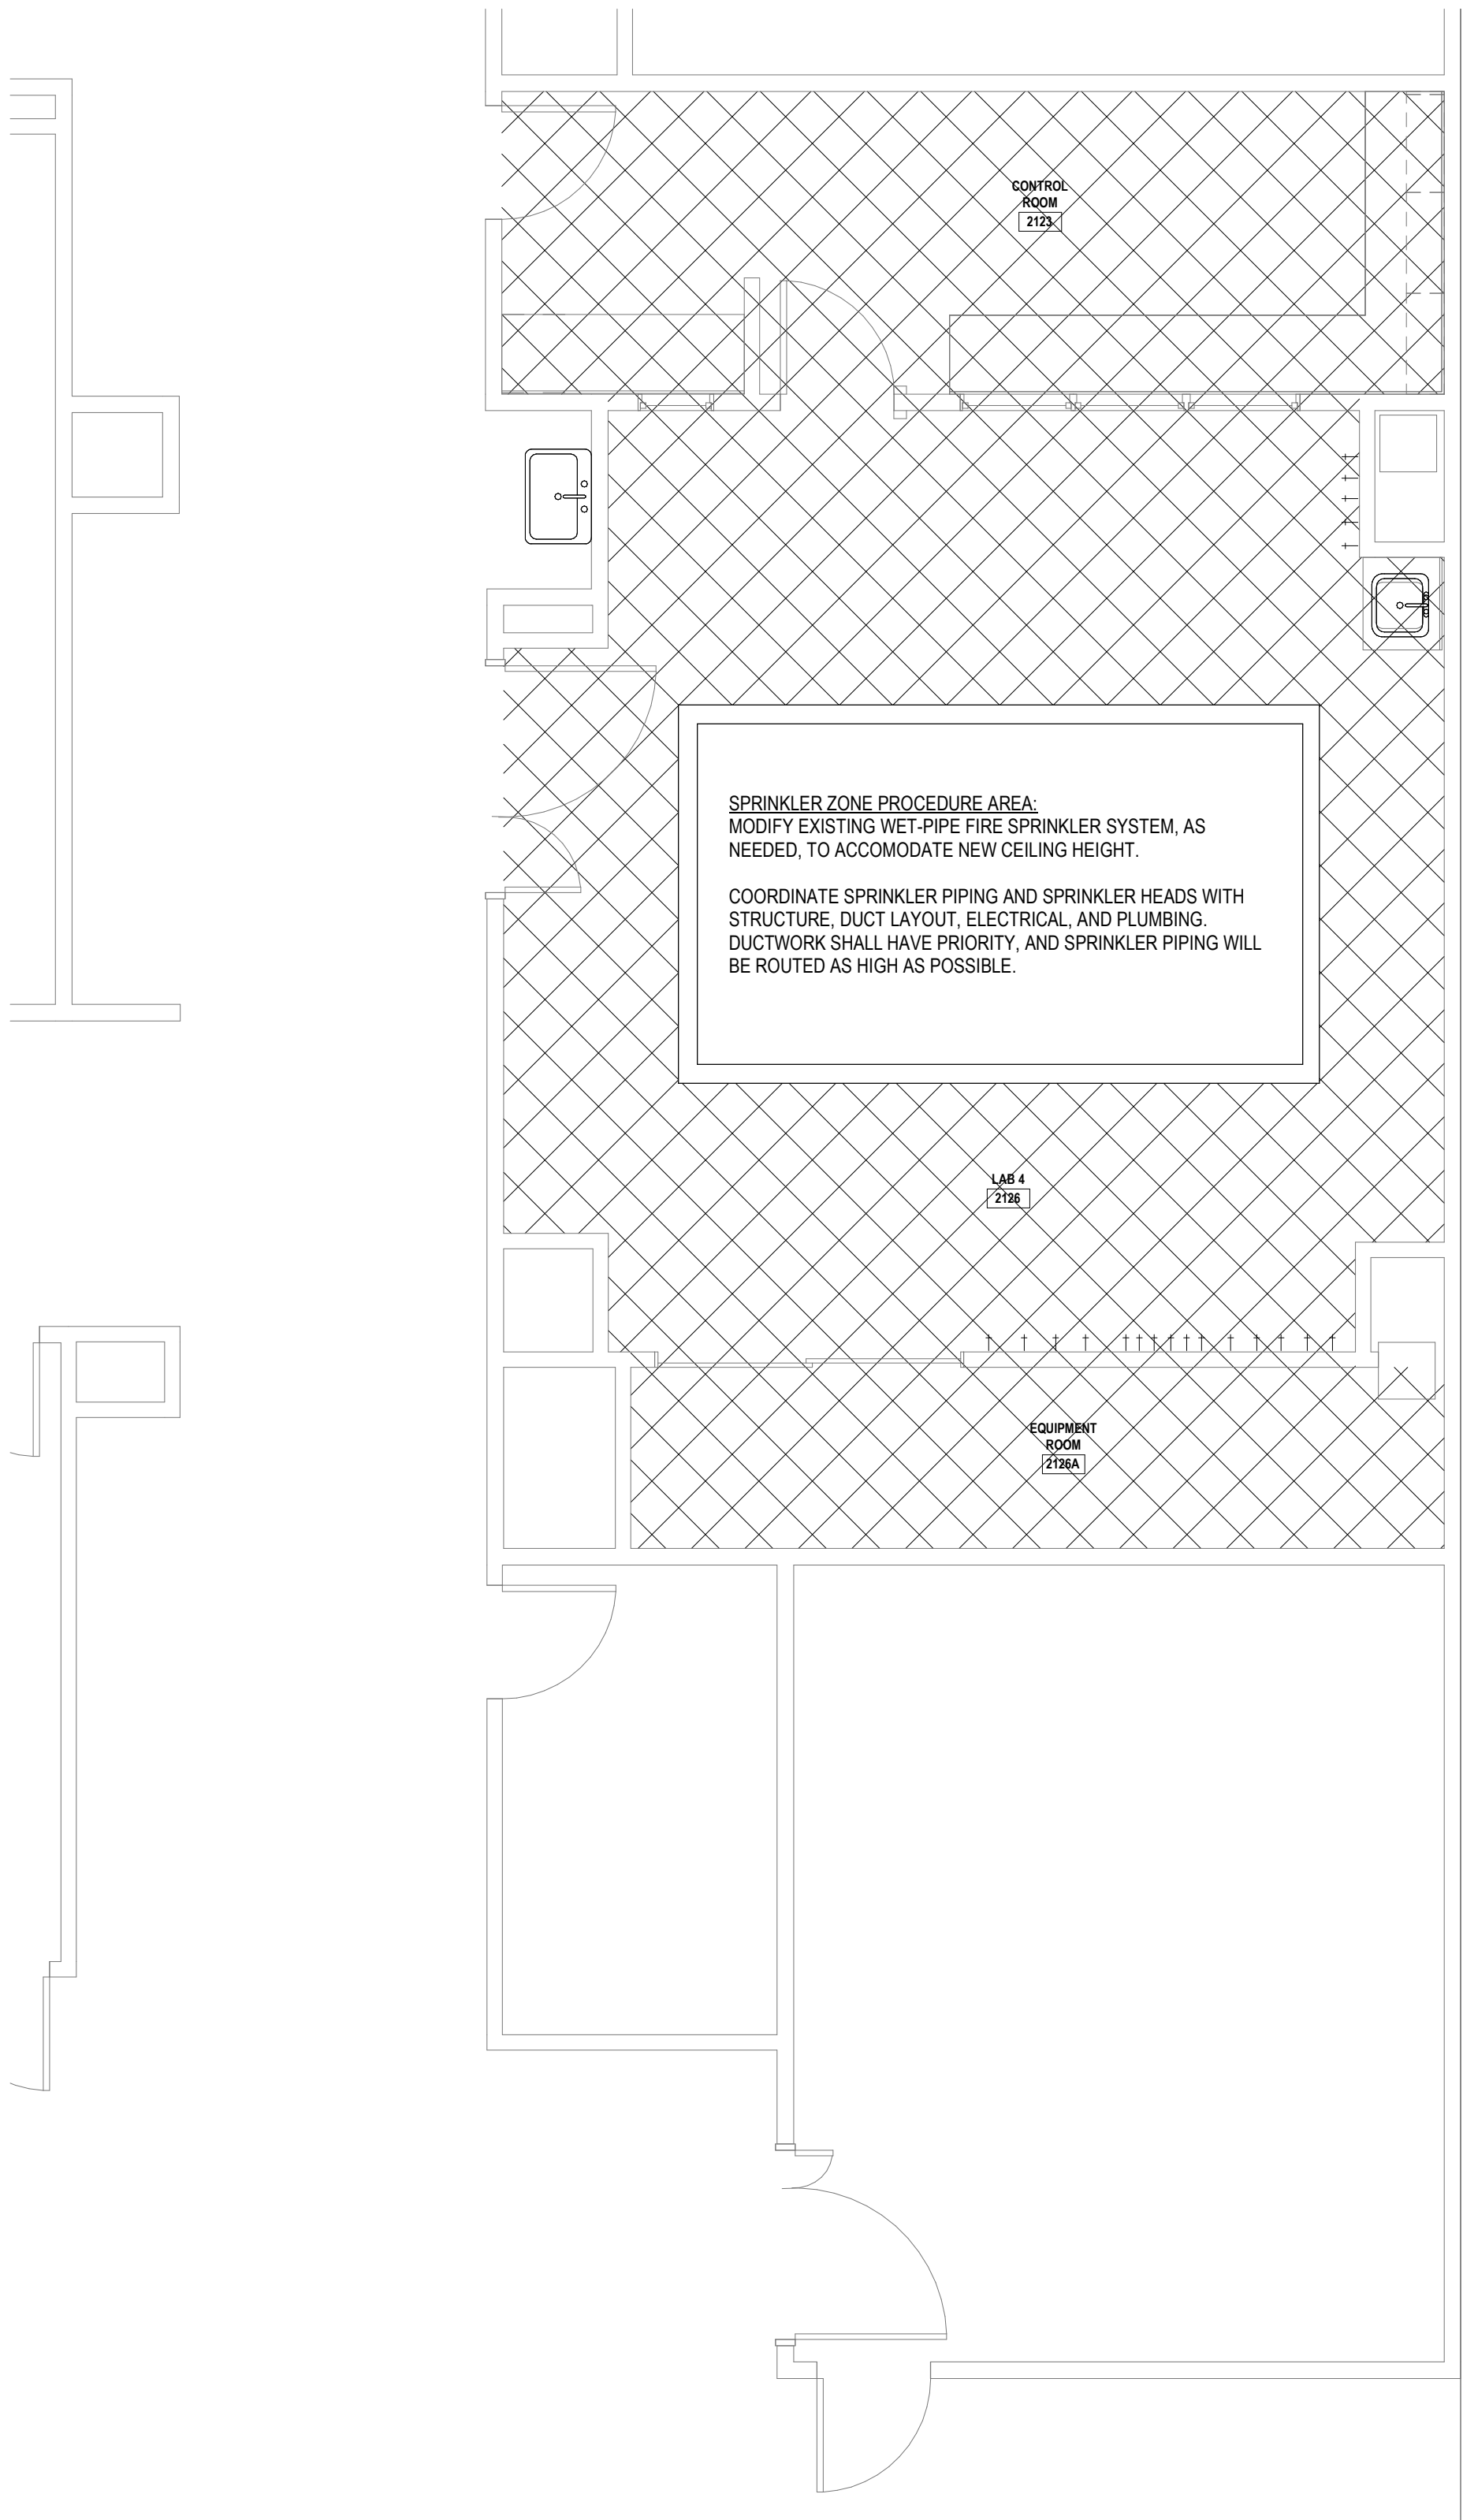 CONTROL
ROOM
2123
SPRINKLER ZONE PROCEDURE AREA:
MODIFY EXISTING WET-PIPE FIRE SPRINKLER SYSTEM, AS
NEEDED, TO ACCOMODATE NEW CEILING HEIGHT.
COORDINATE SPRINKLER PIPING AND SPRINKLER HEADS WITH
STRUCTURE, DUCT LAYOUT, ELECTRICAL, AND PLUMBING.
DUCTWORK SHALL HAVE PRIORITY, AND SPRINKLER PIPING WILL
BE ROUTED AS HIGH AS POSSIBLE.
LAB 4
2126
EQUIPMENT
ROOM
2126A